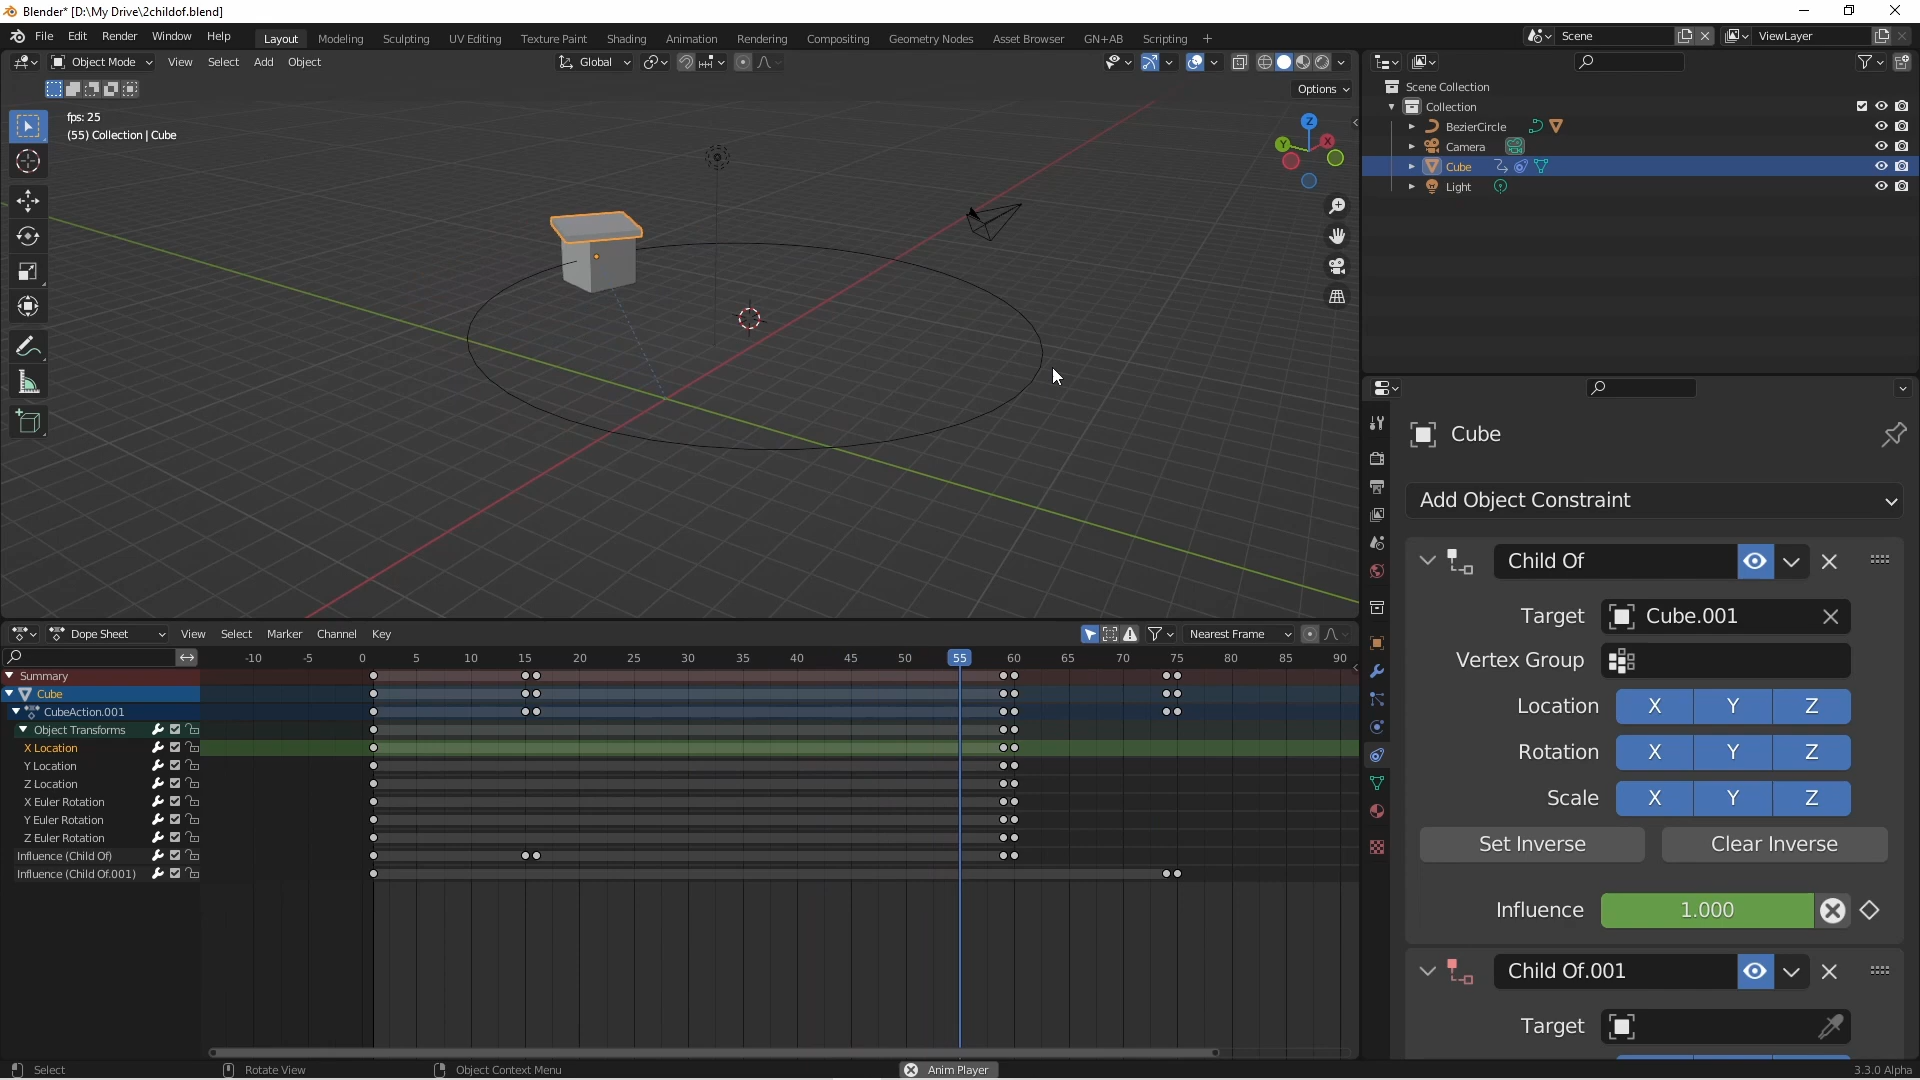 Blender* [D:\My Drive\2childof.blend]
File Edit Render Window Help Layout Modeling Sculpting UV Editing Texture Paint Shading Animation Rendering Compositing Geometry Nodes Asset Browser GN+AB Scripting + Scene ViewLayer
Object Mode View Select Add Object Global
Options
fps: 25
(55) Collection | Cube
Z
Y X
Scene Collection
Collection
BezierCircle
Camera
Cube
Light
Cube
Add Object Constraint
Child Of
Target Cube.001
Vertex Group
Location X Y Z
Rotation X Y Z
Scale X Y Z
Set Inverse Clear Inverse
Influence 1.000
Child Of.001
Target
Dope Sheet View Select Marker Channel Key Nearest Frame
-10 -5 0 5 10 15 20 25 30 35 40 45 50 55 60 65 70 75 80 85 90
Summary
Cube
CubeAction.001
Object Transforms
X Location
Y Location
Z Location
X Euler Rotation
Y Euler Rotation
Z Euler Rotation
Influence (Child Of)
Influence (Child Of.001)
Select Rotate View Object Context Menu Anim Player 3.3.0 Alpha